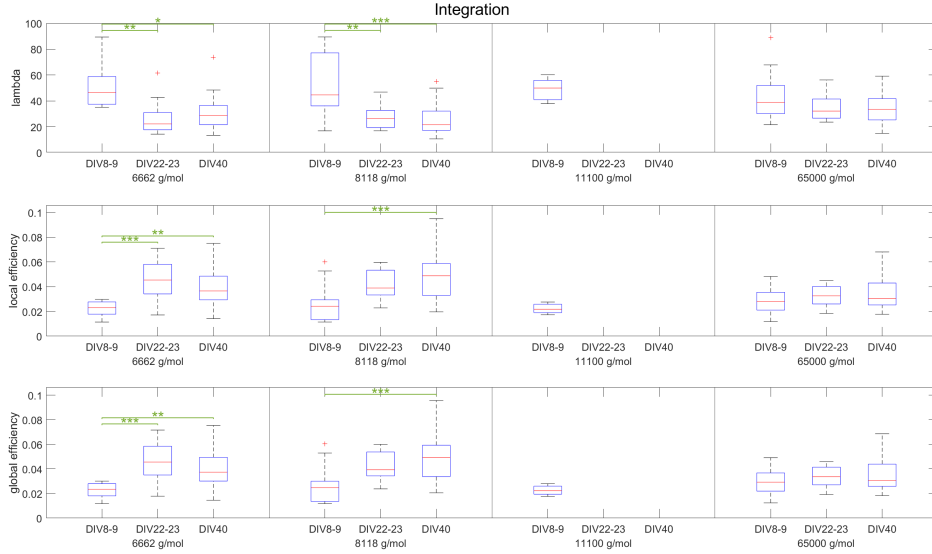 Integration
* ***
** **
100
80
60
40
20
0
lambda
DIV8-9 DIV22-23 DIV40 DIV8-9 DIV22-23 DIV40 DIV8-9 DIV22-23 DIV40 DIV8-9 DIV22-23 DIV40
6662 g/mol 8118 g/mol 11100 g/mol 65000 g/mol
***
**
***
0.1
0.08
0.06
0.04
0.02
0
local efficiency
DIV8-9 DIV22-23 DIV40 DIV8-9 DIV22-23 DIV40 DIV8-9 DIV22-23 DIV40 DIV8-9 DIV22-23 DIV40
6662 g/mol 8118 g/mol 11100 g/mol 65000 g/mol
***
**
***
0.1
0.08
0.06
0.04
0.02
0
global efficiency
DIV8-9 DIV22-23 DIV40 DIV8-9 DIV22-23 DIV40 DIV8-9 DIV22-23 DIV40 DIV8-9 DIV22-23 DIV40
6662 g/mol 8118 g/mol 11100 g/mol 65000 g/mol